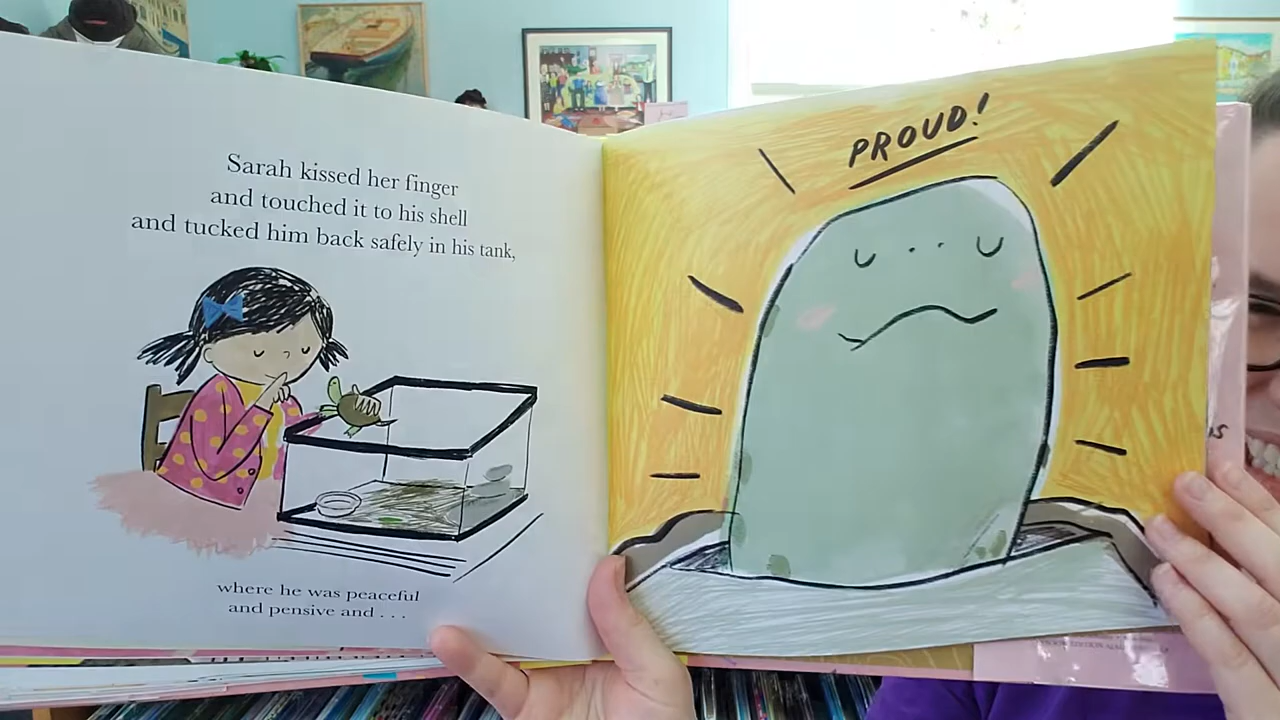 Sarah kissed her finger
and touched it to his shell
and tucked him back safely in his tank,
where he was peaceful
and pensive and . . .
PROUD!